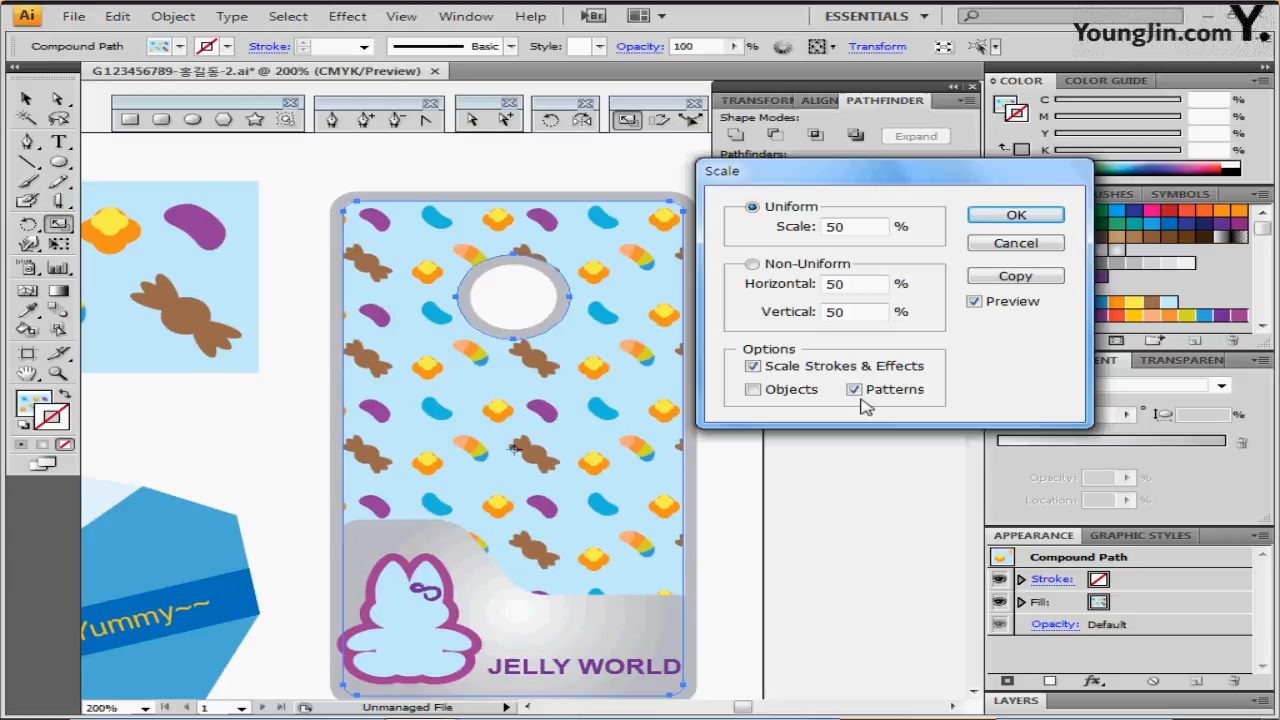 Ai File Edit Object Type Select Effect View Window Help Br ESSENTIALS
YoungJin.com Y.
Compound Path Stroke: Basic Style: Opacity: 100 % Transform
G123456789-홍길동-2.ai* @ 200% (CMYK/Preview)
COLOR COLOR GUIDE
TRANSFORM ALIGN PATHFINDER
C %
M %
Y %
K %
Shape Modes:
Expand
Pathfinders:
Scale
SYMBOLS
Uniform
Scale: 50 %
OK
Cancel
Non-Uniform
Horizontal: 50 %
Copy
Preview
Vertical: 50 %
Options
Scale Strokes & Effects
Objects Patterns
TRANSPAREN
Opacity: %
Location: %
APPEARANCE GRAPHIC STYLES
Compound Path
Stroke:
Fill:
Opacity: Default
Yummy~~
JELLY WORLD
LAYERS
200% 1 Unmanaged File